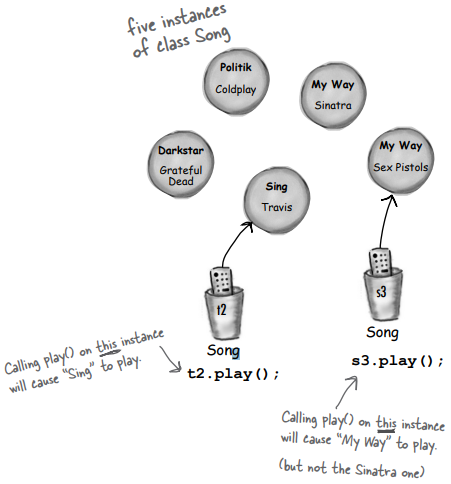 five instances
of class Song
Politik
Coldplay
My Way
Sinatra
Darkstar
Grateful
Dead
My Way
Sex Pistols
Sing
Travis
t2
s3
Song
Song
Calling play() on this instance
will cause "Sing" to play.
t2.play();
s3.play();
Calling play() on this instance
will cause "My Way" to play.
(but not the Sinatra one)